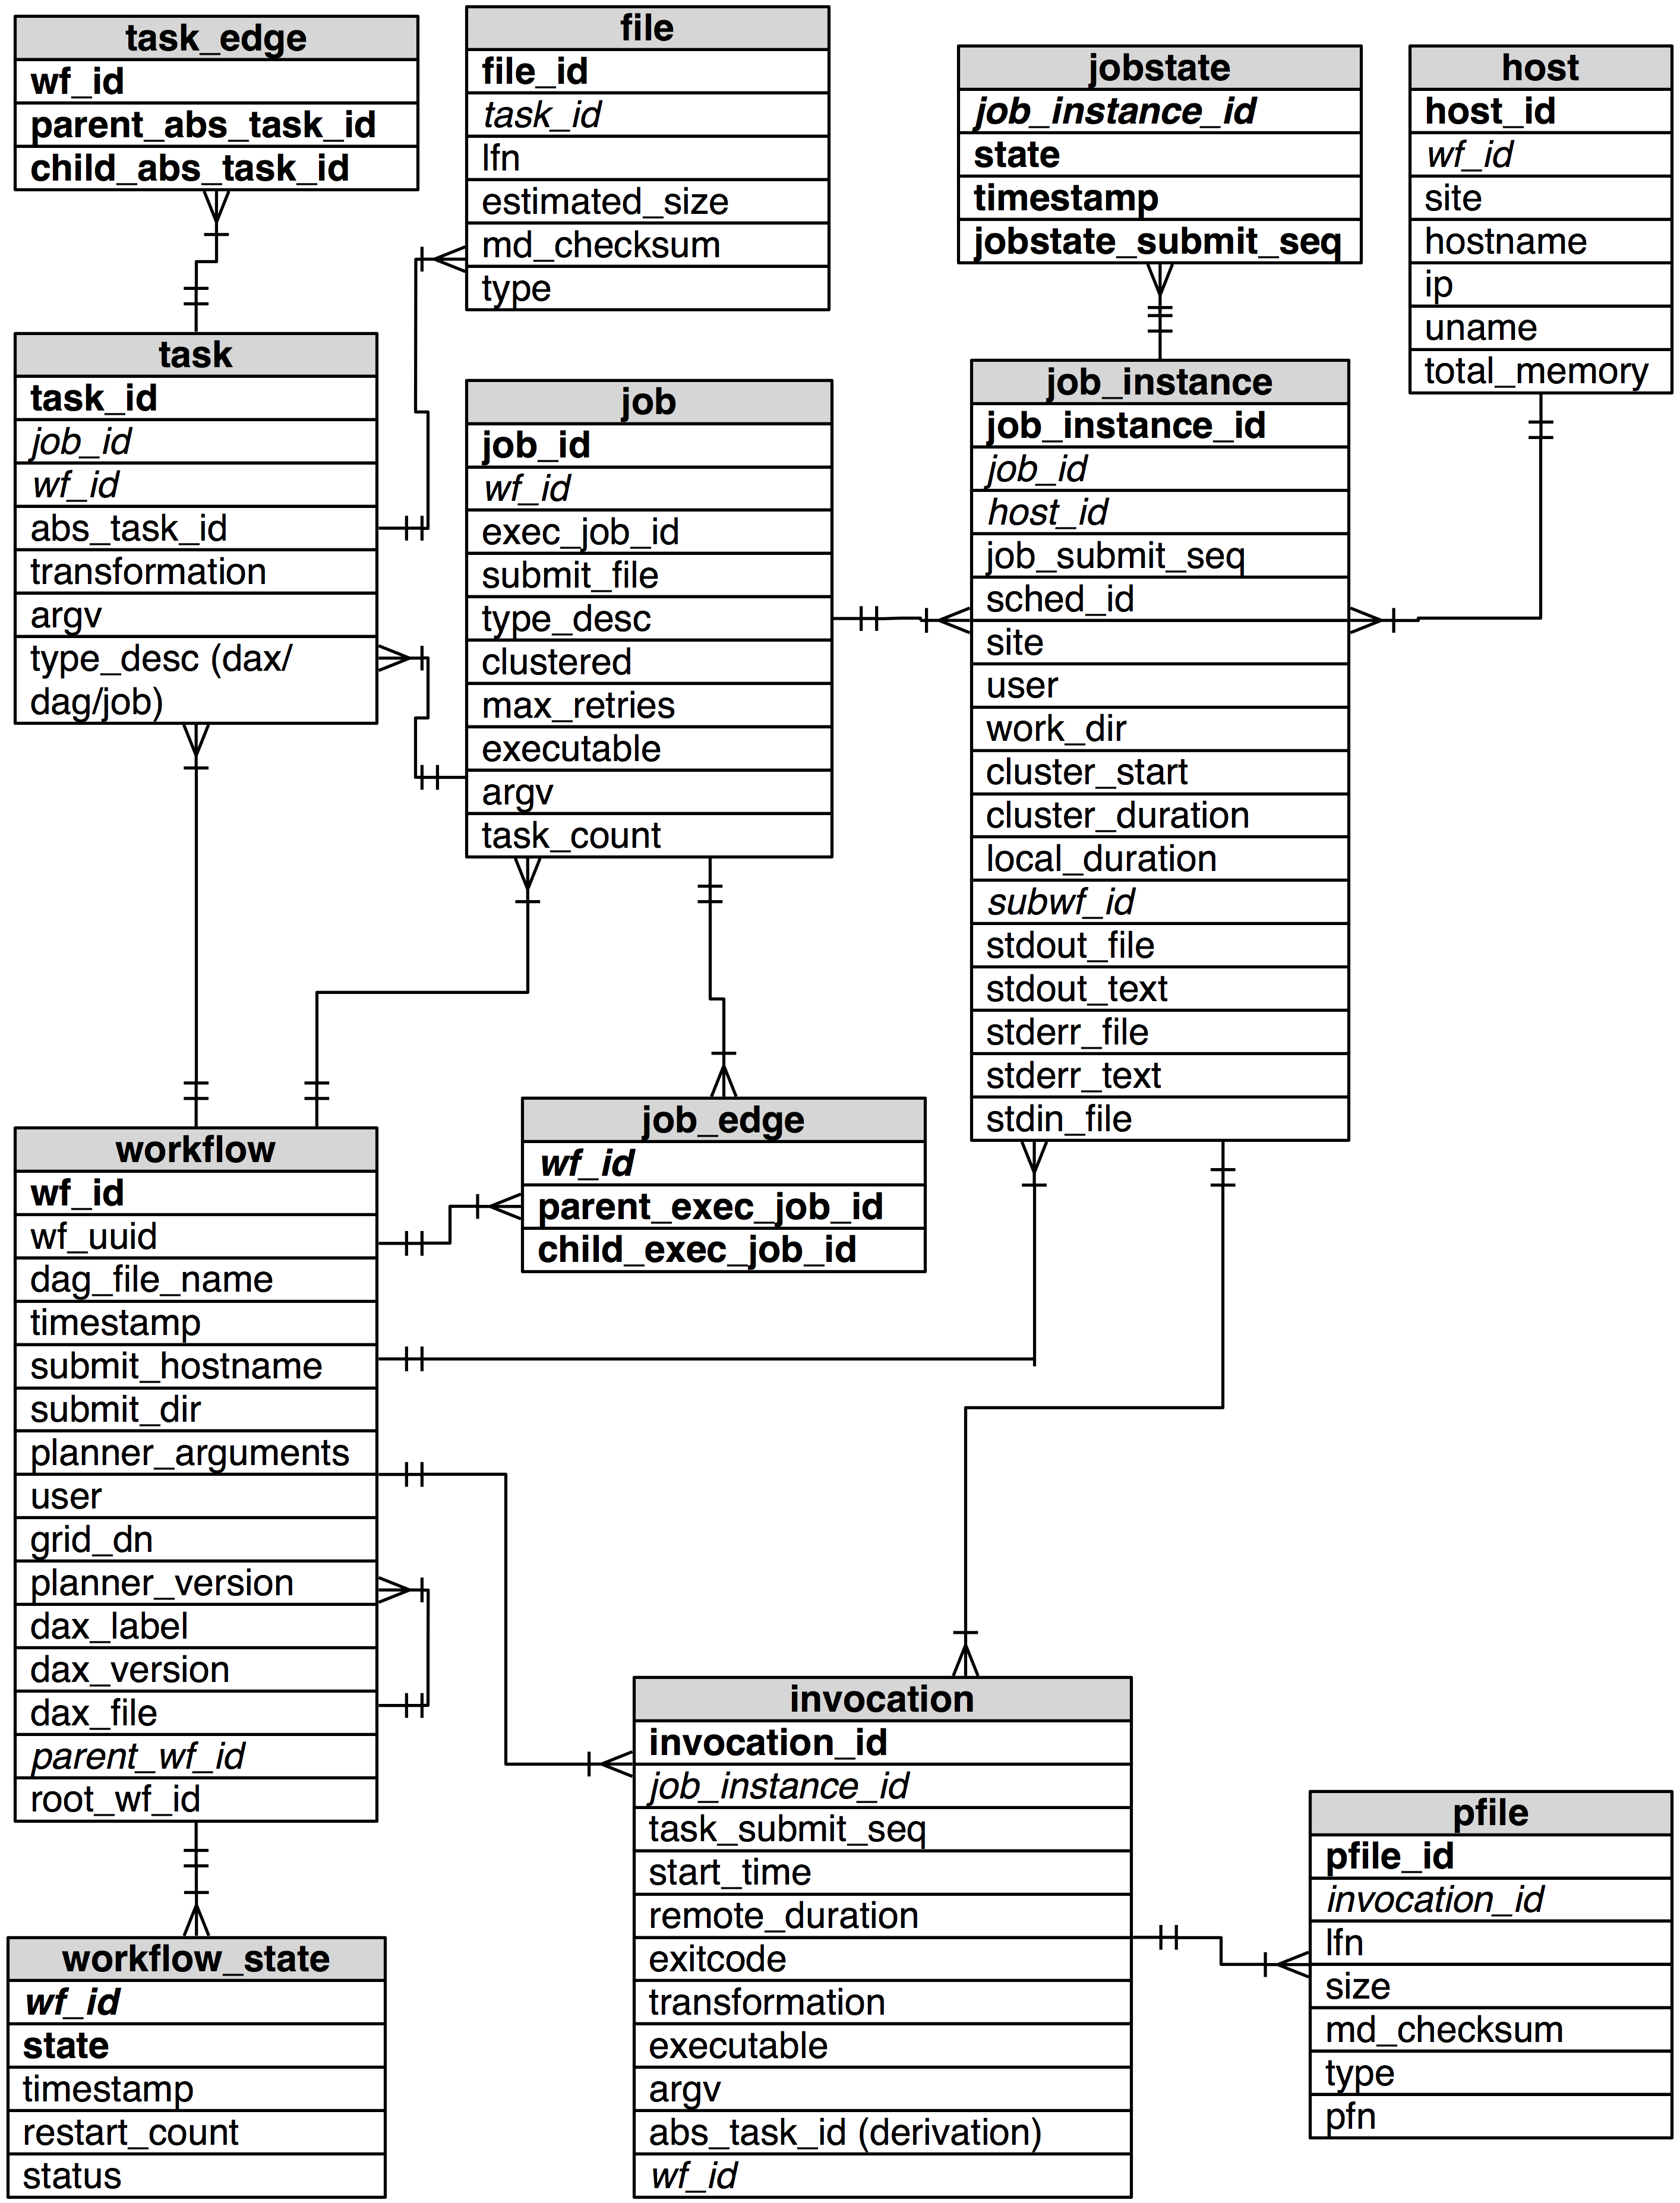 task_edge
wf_id
parent_abs_task_id
child_abs_task_id
file
file_id
task_id
lfn
estimated_size
md_checksum
type
jobstate
job_instance_id
state
timestamp
jobstate_submit_seq
host
host_id
wf_id
site
hostname
ip
uname
total_memory
task
task_id
job_id
wf_id
abs_task_id
transformation
argv
type_desc (dax/
dag/job)
job
job_id
wf_id
exec_job_id
submit_file
type_desc
clustered
max_retries
executable
argv
task_count
job_instance
job_instance_id
job_id
host_id
job_submit_seq
sched_id
site
user
work_dir
cluster_start
cluster_duration
local_duration
subwf_id
stdout_file
stdout_text
stderr_file
stderr_text
stdin_file
workflow
wf_id
wf_uuid
dag_file_name
timestamp
submit_hostname
submit_dir
planner_arguments
user
grid_dn
planner_version
dax_label
dax_version
dax_file
parent_wf_id
root_wf_id
job_edge
wf_id
parent_exec_job_id
child_exec_job_id
invocation
invocation_id
job_instance_id
task_submit_seq
start_time
remote_duration
exitcode
transformation
executable
argv
abs_task_id (derivation)
wf_id
pfile
pfile_id
invocation_id
lfn
size
md_checksum
type
pfn
workflow_state
wf_id
state
timestamp
restart_count
status